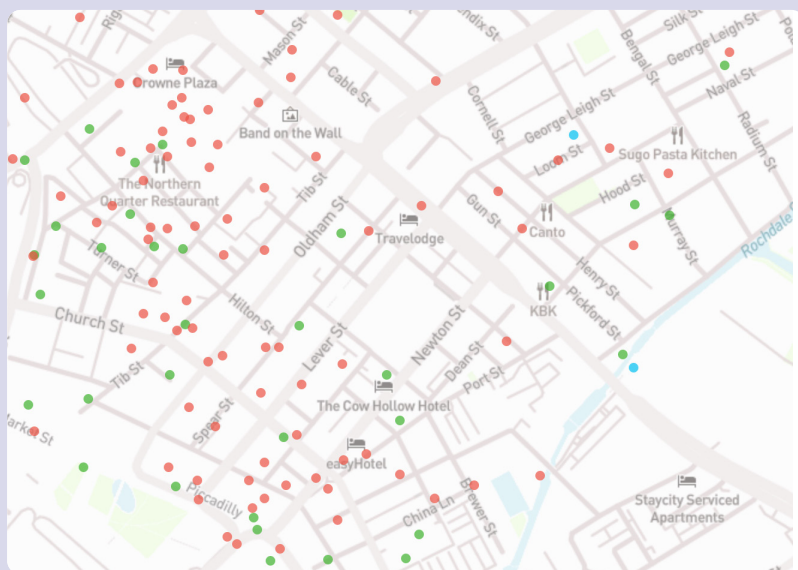 Mason St
Cable St
Cornell St
Bengal St
Silk St
George Leigh St
Naval St
Radium St
Crowne Plaza
Band on the Wall
George Leigh St
Loom St
Sugo Pasta Kitchen
The Northern
Quarter Restaurant
Tib St
Oldham St
Travelodge
Gun St
Canto
Hood St
Murray St
Rochdale
Turner St
Church St
Hilton St
Lever St
Newton St
Henry St
KBK
Pickford St
Tib St
Dean St
Port St
The Cow Hollow Hotel
Market St
Spear St
easyHotel
Piccadilly
China Ln
Brewer St
Staycity Serviced
Apartments